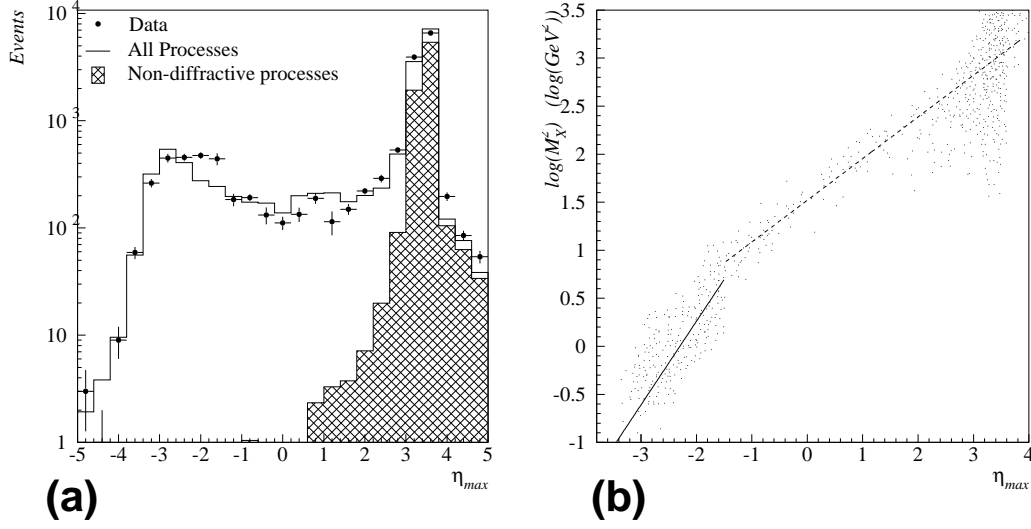 Events
10^4
10^3
10^2
10
1
Data
All Processes
Non-diffractive processes
-5 -4 -3 -2 -1 0 1 2 3 4 5
η_max
(a)
log(M_X^2) (log(GeV^2))
3.5
3
2.5
2
1.5
1
0.5
0
-0.5
-1
-3 -2 -1 0 1 2 3 4
η_max
(b)